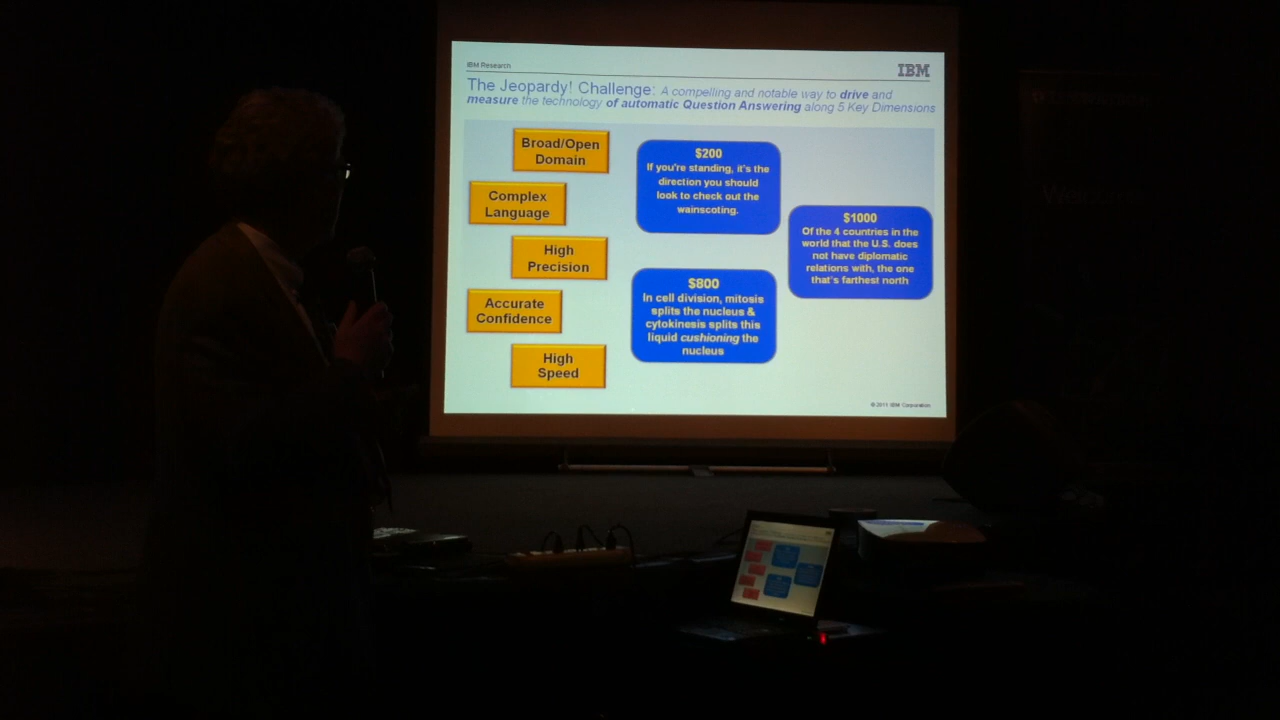 IBM Research
IBM
The Jeopardy! Challenge: A compelling and notable way to drive and
measure the technology of automatic Question Answering along 5 Key Dimensions
Broad/Open
Domain
Complex
Language
High
Precision
Accurate
Confidence
High
Speed
$200
If you're standing, it's the
direction you should
look to check out the
wainscoting.
$800
In cell division, mitosis
splits the nucleus &
cytokinesis splits this
liquid cushioning the
nucleus
$1000
Of the 4 countries in the
world that the U.S. does
not have diplomatic
relations with, the one
that's farthest north
© 2011 IBM Corporation